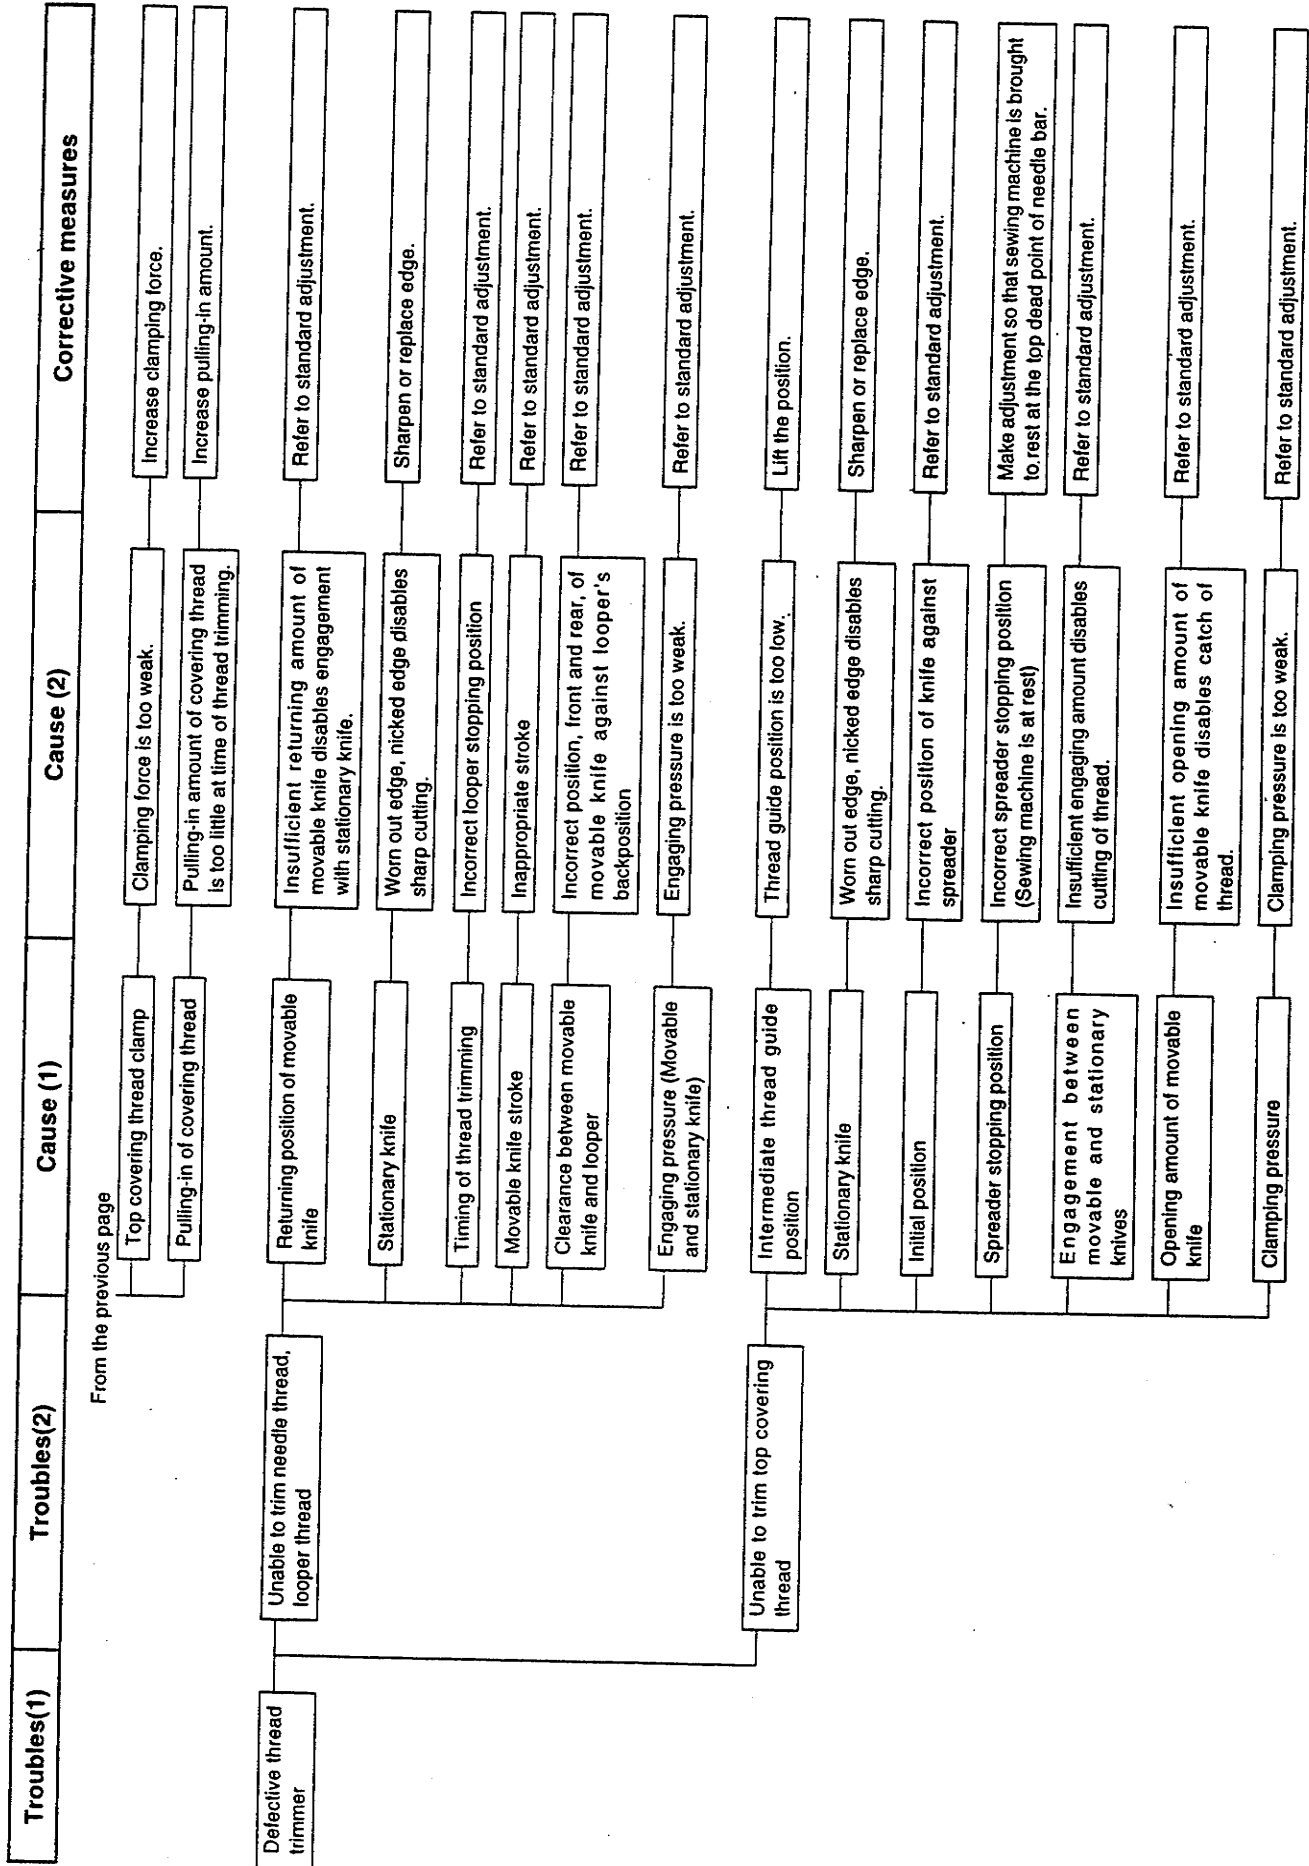 Troubles(1)
Troubles(2)
Cause (1)
Cause (2)
Corrective measures
From the previous page
Top covering thread clamp
Clamping force is too weak.
Increase clamping force.
Pulling-in of covering thread
Pulling-in amount of covering thread
is too little at time of thread trimming.
Increase pulling-in amount.
Defective thread
trimmer
Unable to trim needle thread,
looper thread
Returning position of movable
knife
Insufficient returning amount of
movable knife disables engagement
with stationary knife.
Refer to standard adjustment.
Stationary knife
Worn out edge, nicked edge disables
sharp cutting.
Sharpen or replace edge.
Timing of thread trimming
Incorrect looper stopping position
Refer to standard adjustment.
Movable knife stroke
Inappropriate stroke
Refer to standard adjustment.
Clearance between movable
knife and looper
Incorrect position, front and rear, of
movable knife against looper's
backposition
Refer to standard adjustment.
Engaging pressure (Movable
and stationary knife)
Engaging pressure is too weak.
Refer to standard adjustment.
Unable to trim top covering
thread
Intermediate thread guide
position
Thread guide position is too low.
Lift the position.
Stationary knife
Worn out edge, nicked edge disables
sharp cutting.
Sharpen or replace edge.
Initial position
Incorrect position of knife against
spreader
Refer to standard adjustment.
Spreader stopping position
Incorrect spreader stopping position
(Sewing machine is at rest)
Make adjustment so that sewing machine is brought
to rest at the top dead point of needle bar.
Engagement between
movable and stationary
knives
Insufficient engaging amount disables
cutting of thread.
Refer to standard adjustment.
Opening amount of movable
knife
Insufficient opening amount of
movable knife disables catch of
thread.
Refer to standard adjustment.
Clamping pressure
Clamping pressure is too weak.
Refer to standard adjustment.